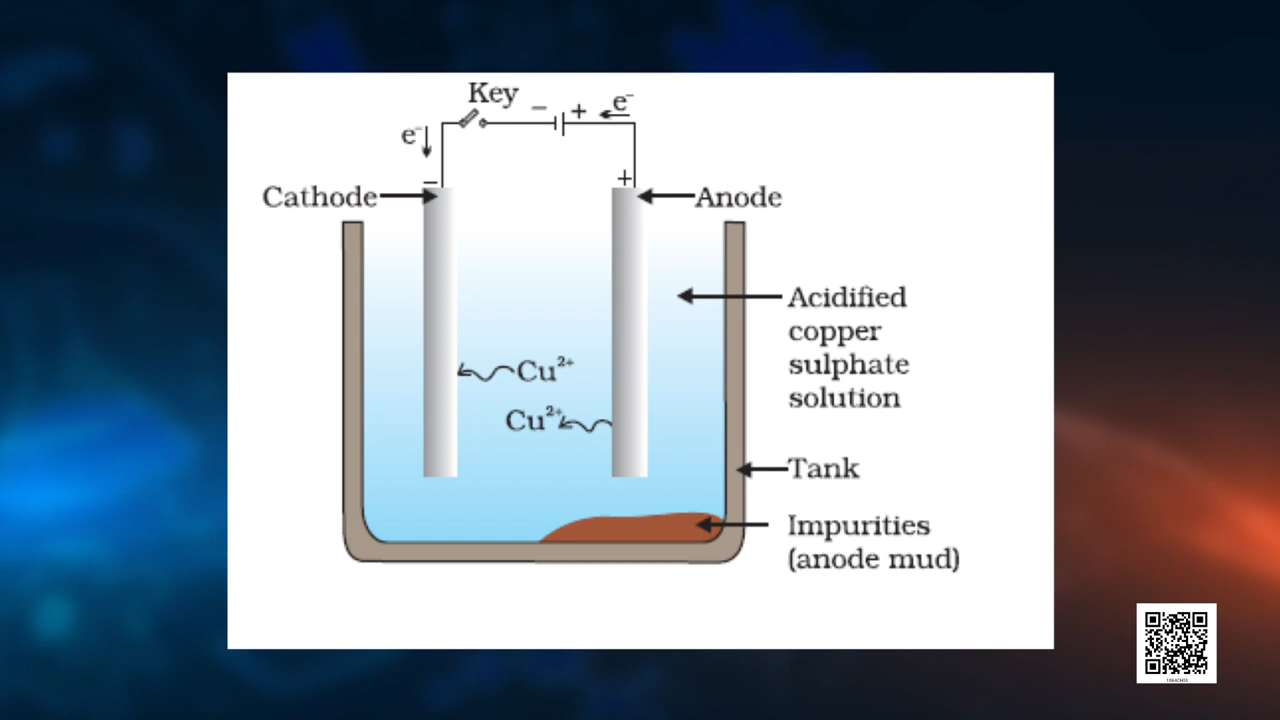 Key
− +
e⁻
e⁻
− +
Cathode
Anode
Acidified
copper
sulphate
solution
Cu²⁺
Cu²⁺
Tank
Impurities
(anode mud)